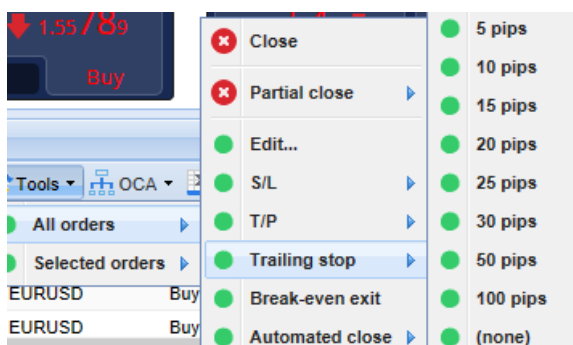 1.55789
Buy
Tools
OCA
All orders
Selected orders
EURUSD Buy
EURUSD Buy
Close
Partial close
Edit...
S/L
T/P
Trailing stop
Break-even exit
Automated close
5 pips
10 pips
15 pips
20 pips
25 pips
30 pips
50 pips
100 pips
(none)